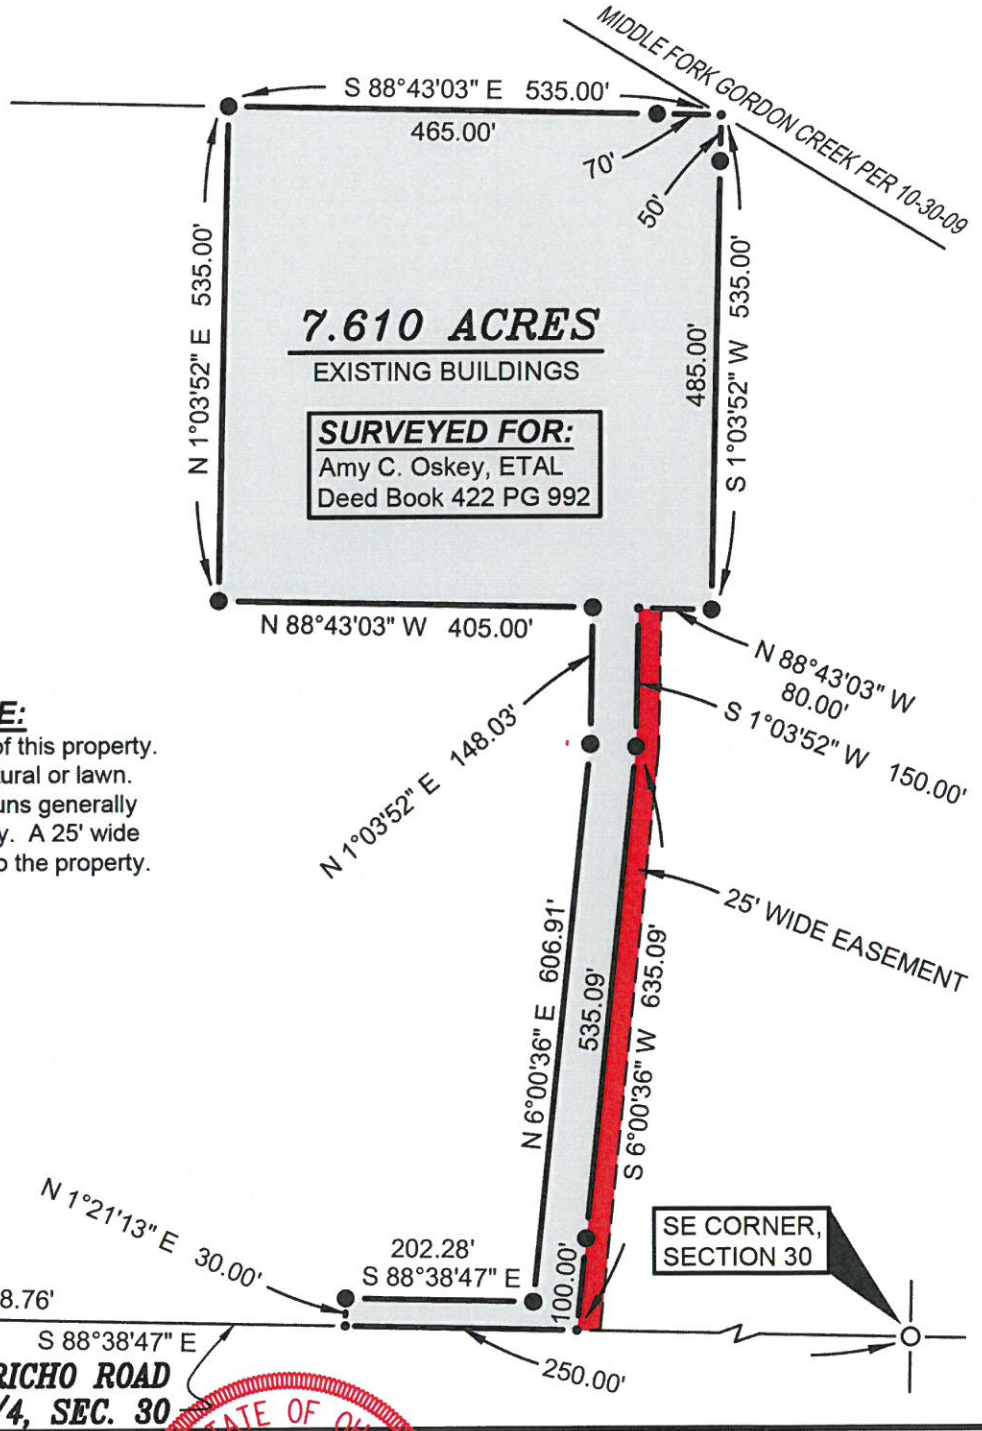 MIDDLE FORK GORDON CREEK PER 10-30-09
S 88°43'03" E 535.00'
465.00'
70'
50'
N 1°03'52" E 535.00'
S 1°03'52" W 535.00'
485.00'
7.610 ACRES
EXISTING BUILDINGS
SURVEYED FOR:
Amy C. Oskey, ETAL
Deed Book 422 PG 992
N 88°43'03" W 405.00'
N 88°43'03" W
80.00'
S 1°03'52" W 150.00'
N 1°03'52" E 148.03'
E:
of this property.
tural or lawn.
uns generally
y. A 25' wide
o the property.
25' WIDE EASEMENT
N 6°00'36" E 606.91'
535.09'
S 6°00'36" W 635.09'
N 1°21'13" E 30.00'
202.28'
S 88°38'47" E
100.00'
SE CORNER,
SECTION 30
8.76'
S 88°38'47" E
250.00'
RICHO ROAD
/4, SEC. 30
TATE OF O